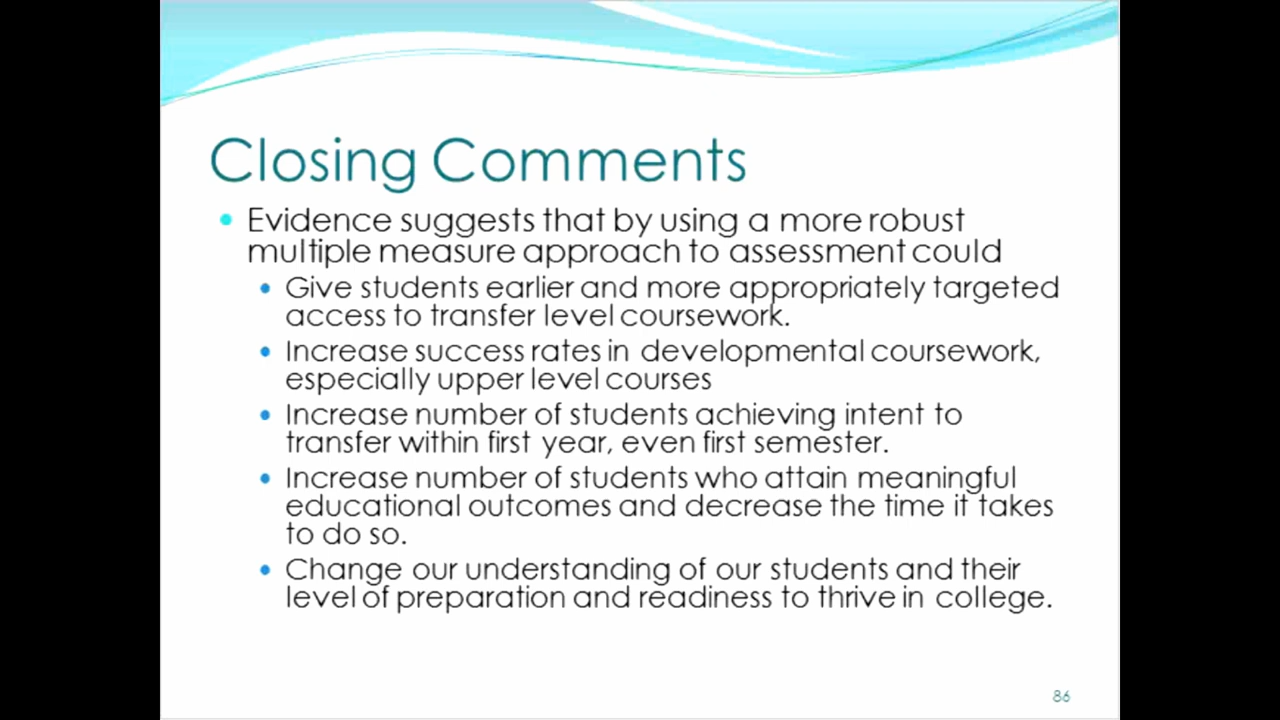 Closing Comments
Evidence suggests that by using a more robust
multiple measure approach to assessment could
Give students earlier and more appropriately targeted
access to transfer level coursework.
Increase success rates in developmental coursework,
especially upper level courses
Increase number of students achieving intent to
transfer within first year, even first semester.
Increase number of students who attain meaningful
educational outcomes and decrease the time it takes
to do so.
Change our understanding of our students and their
level of preparation and readiness to thrive in college.
86